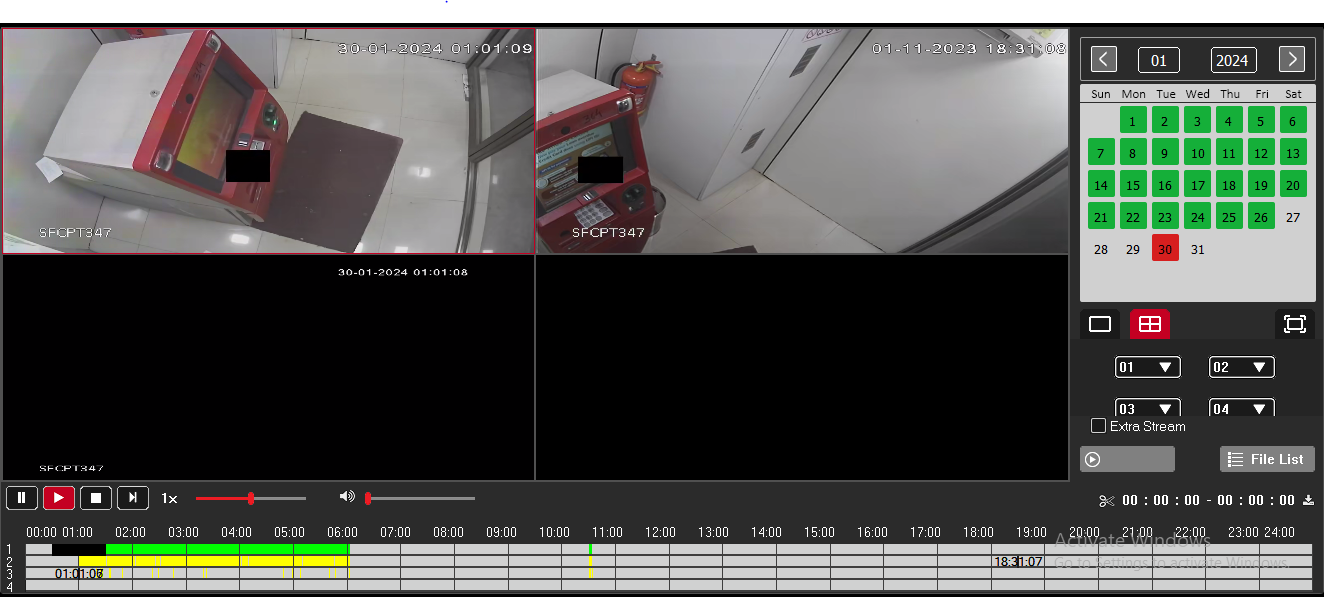 30-01-2024 01:01:09
01-11-2023 18:31:08
01
2024
Sun Mon Tue Wed Thu Fri Sat
1 2 3 4 5 6
7 8 9 10 11 12 13
14 15 16 17 18 19 20
21 22 23 24 25 26 27
28 29 30 31
SFCPT347
SFCPT347
30-01-2024 01:01:08
01
02
03
04
Extra Stream
File List
SFCPT347
1x
00 : 00 : 00 - 00 : 00 : 00
00:00 01:00 02:00 03:00 04:00 05:00 06:00 07:00 08:00 09:00 10:00 11:00 12:00 13:00 14:00 15:00 16:00 17:00 18:00 19:00 20:00 21:00 22:00 23:00 24:00
Activate Windows
1
2
18:31:07
Go to Settings to activate Windows.
3
01:01:06
4